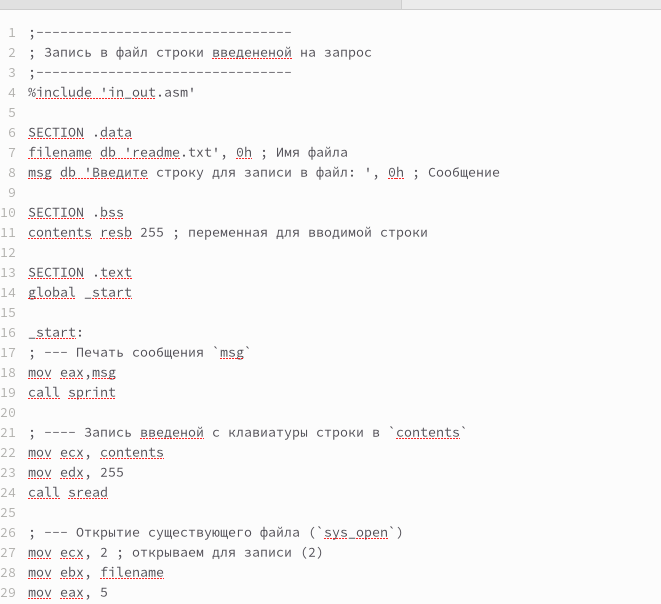 1 ;--------------------------------
2 ; Запись в файл строки введененой на запрос
3 ;--------------------------------
4 %include 'in_out.asm'
5
6 SECTION .data
7 filename db 'readme.txt', 0h ; Имя файла
8 msg db 'Введите строку для записи в файл: ', 0h ; Сообщение
9
10 SECTION .bss
11 contents resb 255 ; переменная для вводимой строки
12
13 SECTION .text
14 global _start
15
16 _start:
17 ; --- Печать сообщения `msg`
18 mov eax,msg
19 call sprint
20
21 ; ---- Запись введеной с клавиатуры строки в `contents`
22 mov ecx, contents
23 mov edx, 255
24 call sread
25
26 ; --- Открытие существующего файла (`sys_open`)
27 mov ecx, 2 ; открываем для записи (2)
28 mov ebx, filename
29 mov eax, 5